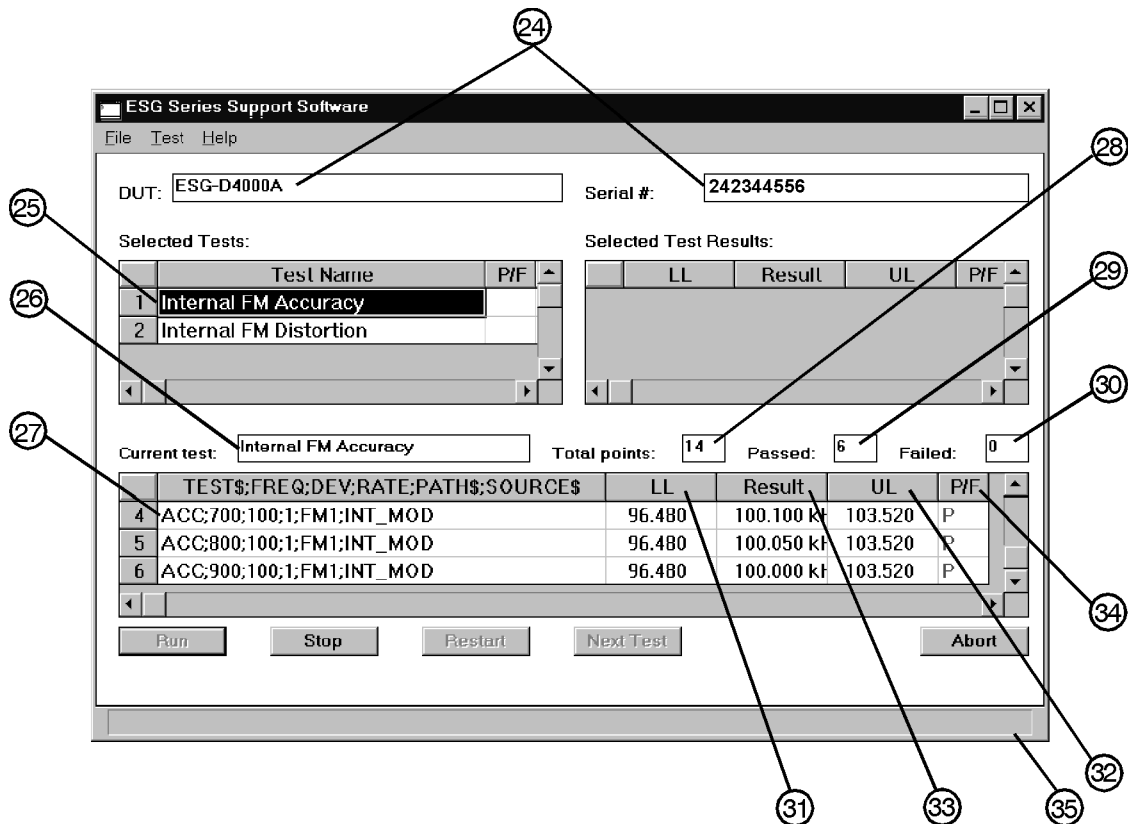 24
ESG Series Support Software
File Test Help
28
DUT: ESG-D4000A Serial #: 242344556
25
Selected Tests: Selected Test Results:
29
Test Name P/F LL Result UL P/F
26
1 Internal FM Accuracy
2 Internal FM Distortion
30
27
Current test: Internal FM Accuracy Total points: 14 Passed: 6 Failed: 0
TEST$;FREQ;DEV;RATE;PATH$;SOURCE$ LL Result UL P/F
4 ACC;700;100;1;FM1;INT_MOD 96.480 100.100 kH 103.520 P
5 ACC;800;100;1;FM1;INT_MOD 96.480 100.050 kH 103.520 P
6 ACC;900;100;1;FM1;INT_MOD 96.480 100.000 kH 103.520 P
34
Run Stop Restart Next Test Abort
32
31 33 35